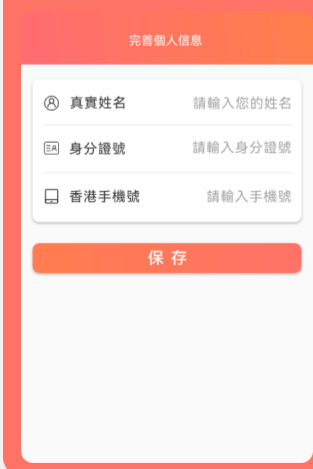 完善個人信息
真實姓名 請輸入您的姓名
身分證號 請輸入身分證號
香港手機號 請輸入手機號
保存